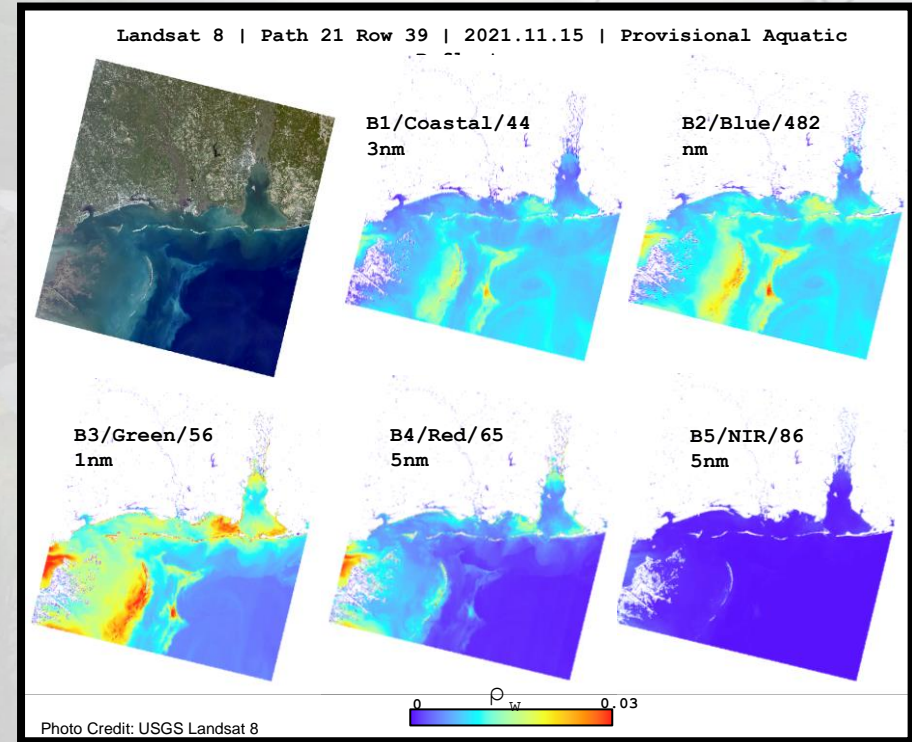 Landsat 8 | Path 21 Row 39 | 2021.11.15 | Provisional Aquatic
B1/Coastal/44
3nm
B2/Blue/482
nm
B3/Green/56
1nm
B4/Red/65
5nm
B5/NIR/86
5nm
0 ρw 0.03
Photo Credit: USGS Landsat 8